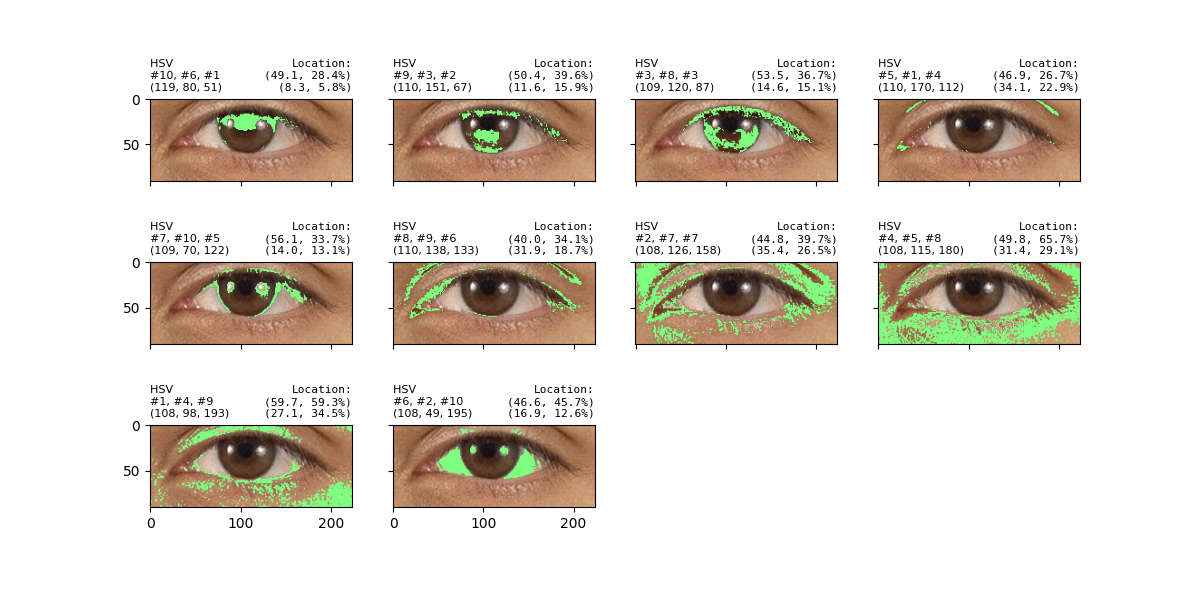 HSV Location:
#10, #6, #1 (49.1, 28.4%)
(119, 80, 51) (8.3, 5.8%)
HSV Location:
#9, #3, #2 (50.4, 39.6%)
(110, 151, 67) (11.6, 15.9%)
HSV Location:
#3, #8, #3 (53.5, 36.7%)
(109, 120, 87) (14.6, 15.1%)
HSV Location:
#5, #1, #4 (46.9, 26.7%)
(110, 170, 112) (34.1, 22.9%)
0
50
HSV Location:
#7, #10, #5 (56.1, 33.7%)
(109, 70, 122) (14.0, 13.1%)
HSV Location:
#8, #9, #6 (40.0, 34.1%)
(110, 138, 133) (31.9, 18.7%)
HSV Location:
#2, #7, #7 (44.8, 39.7%)
(108, 126, 158) (35.4, 26.5%)
HSV Location:
#4, #5, #8 (49.8, 65.7%)
(108, 115, 180) (31.4, 29.1%)
0
50
HSV Location:
#1, #4, #9 (59.7, 59.3%)
(108, 98, 193) (27.1, 34.5%)
HSV Location:
#6, #2, #10 (46.6, 45.7%)
(108, 49, 195) (16.9, 12.6%)
0
50
0 100 200
0 100 200